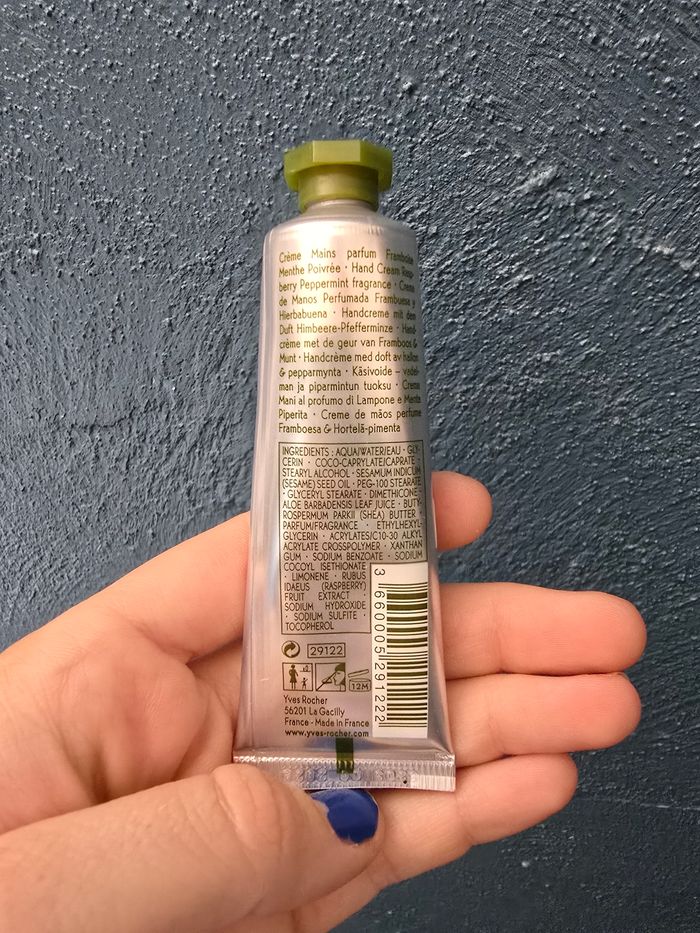 Crème Mains parfum Framboise
Menthe Poivrée · Hand Cream Rasp-
berry Peppermint fragrance · Creme
de Manos Perfumada Frambuesa y
Hierbabuena · Handcreme mit dem
Duft Himbeere-Pfefferminze · Hand-
crème met de geur van Framboos &
Munt · Handcrème med doft av hallon
& pepparmynta · Käsivoide – vadel-
man ja piparmintun tuoksu · Crema
Mani al profumo di Lampone e Menta
Piperita · Creme de mãos perfume
Framboesa & Hortelã-pimenta
INGREDIENTS : AQUA/WATER/EAU · GLY-
CERIN · COCO-CAPRYLATE/CAPRATE ·
STEARYL ALCOHOL · SESAMUM INDICUM
(SESAME) SEED OIL · PEG-100 STEARATE
· GLYCERYL STEARATE · DIMETHICONE ·
ALOE BARBADENSIS LEAF JUICE · BUTY-
ROSPERMUM PARKII (SHEA) BUTTER ·
PARFUM/FRAGRANCE · ETHYLHEXYL-
GLYCERIN · ACRYLATES/C10-30 ALKYL
ACRYLATE CROSSPOLYMER · XANTHAN
GUM · SODIUM BENZOATE · SODIUM
COCOYL ISETHIONATE
· LIMONENE · RUBUS
IDAEUS (RASPBERRY)
FRUIT EXTRACT ·
SODIUM HYDROXIDE
· SODIUM SULFITE ·
TOCOPHEROL
29122
12M
3 660005 291222
Yves Rocher
56201 La Gacilly
France - Made in France
www.yves-rocher.com